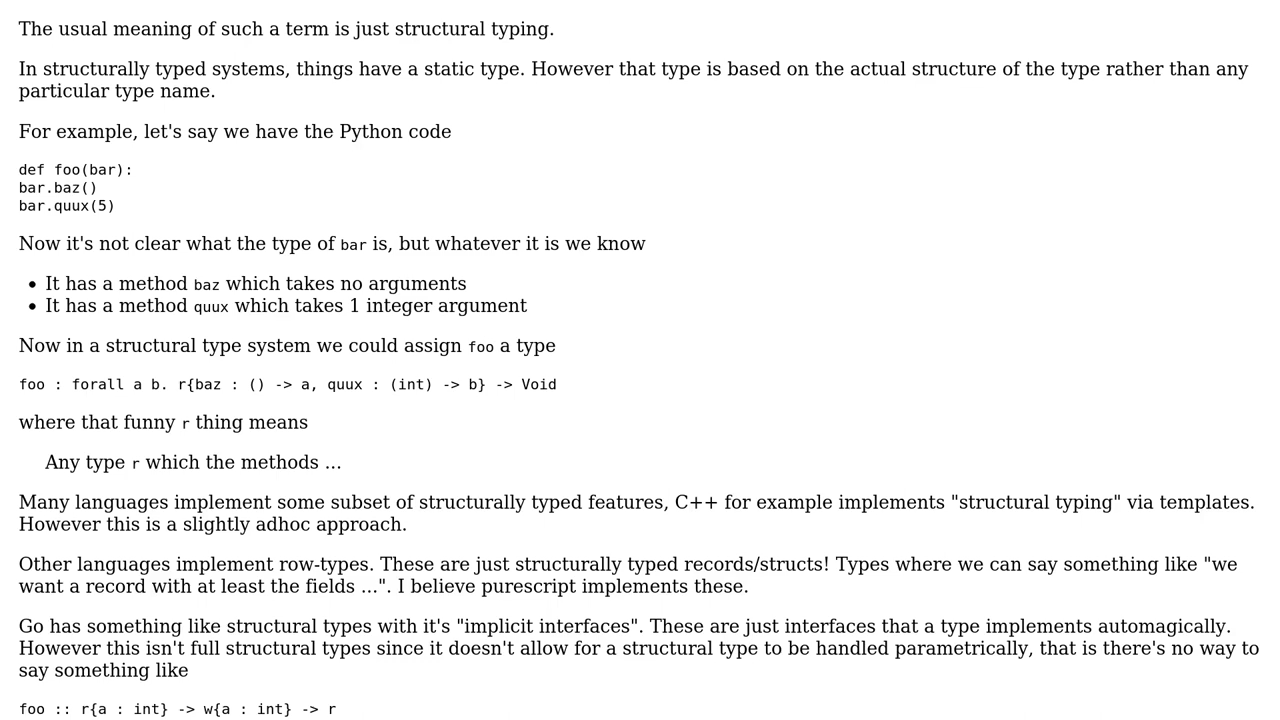 The usual meaning of such a term is just structural typing.
In structurally typed systems, things have a static type. However that type is based on the actual structure of the type rather than any
particular type name.
For example, let's say we have the Python code
def foo(bar):
bar.baz()
bar.quux(5)
Now it's not clear what the type of bar is, but whatever it is we know
• It has a method baz which takes no arguments
• It has a method quux which takes 1 integer argument
Now in a structural type system we could assign foo a type
foo : forall a b. r{baz : () -> a, quux : (int) -> b} -> Void
where that funny r thing means
Any type r which the methods ...
Many languages implement some subset of structurally typed features, C++ for example implements "structural typing" via templates.
However this is a slightly adhoc approach.
Other languages implement row-types. These are just structurally typed records/structs! Types where we can say something like "we
want a record with at least the fields ...". I believe purescript implements these.
Go has something like structural types with it's "implicit interfaces". These are just interfaces that a type implements automagically.
However this isn't full structural types since it doesn't allow for a structural type to be handled parametrically, that is there's no way to
say something like
foo :: r{a : int} -> w{a : int} -> r